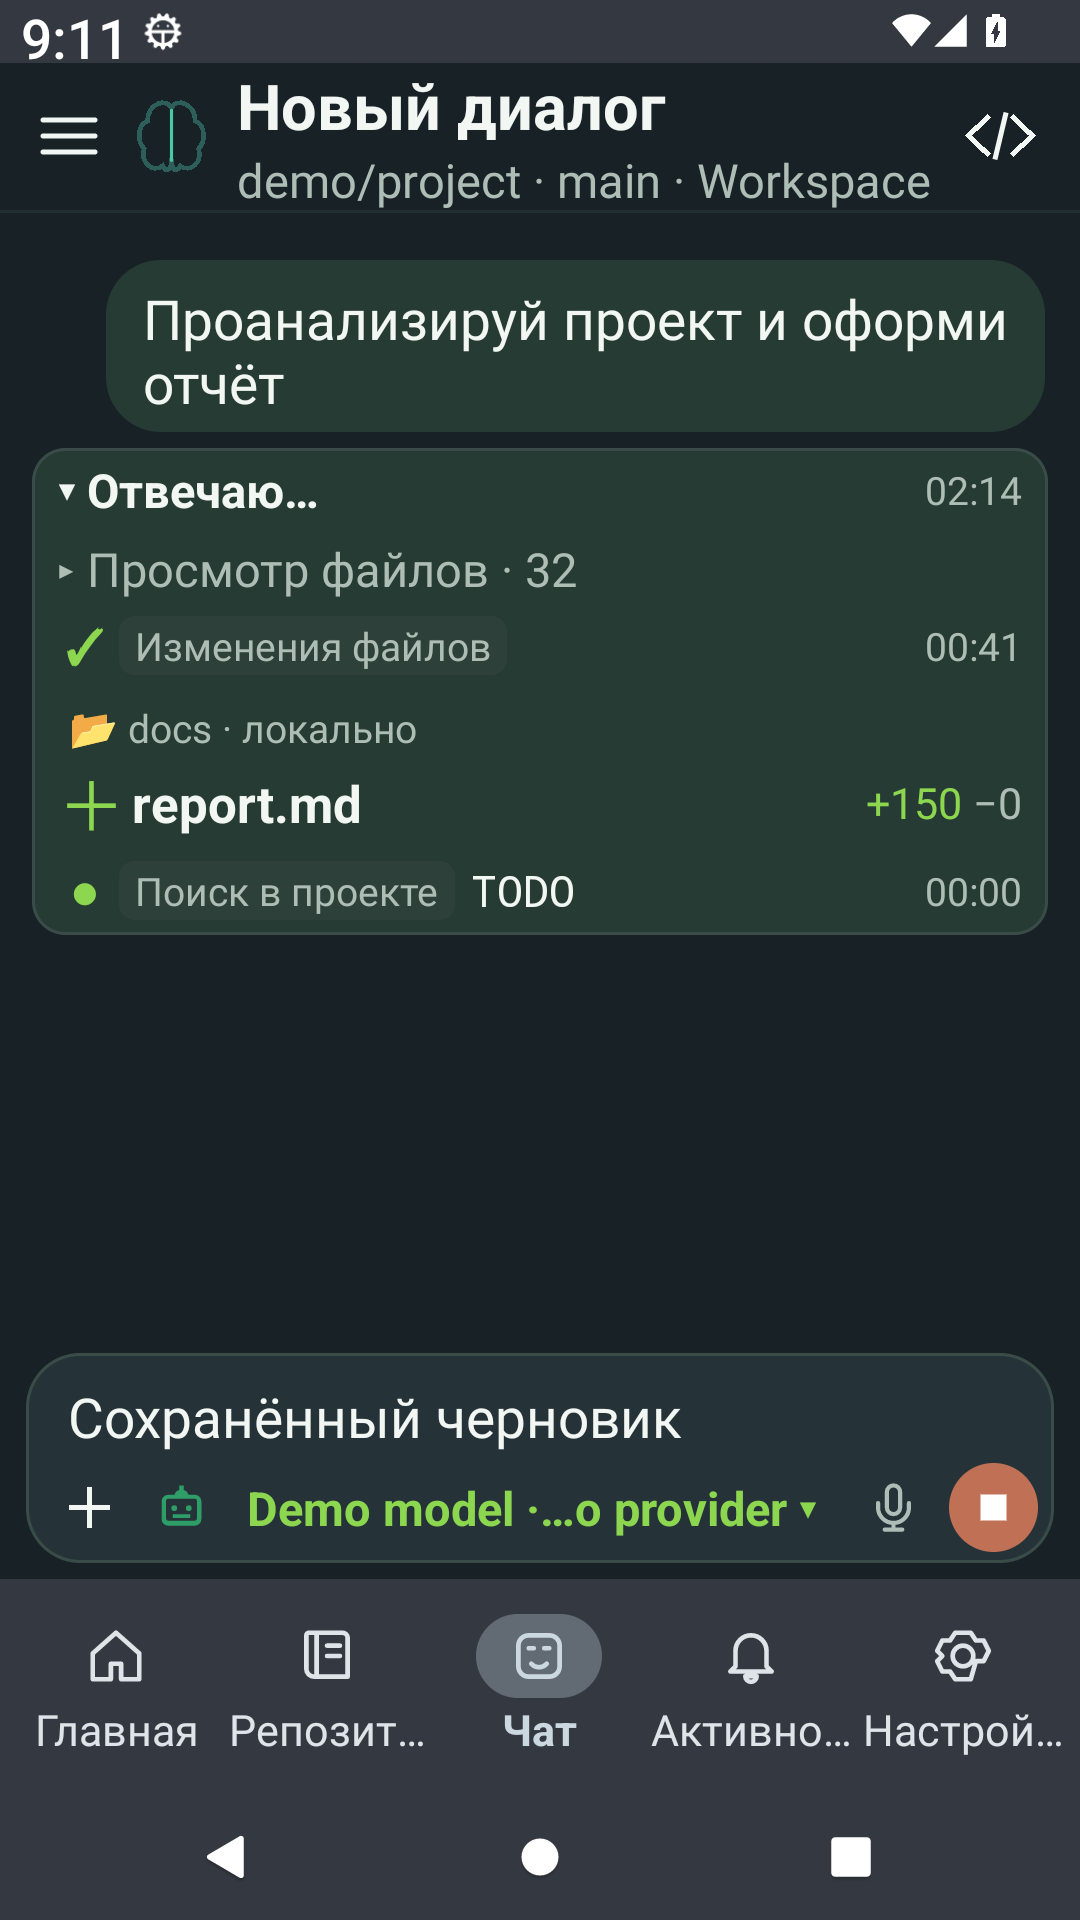 9:11
Новый диалог
demo/project · main · Workspace
Проанализируй проект и оформи
отчёт
▾ Отвечаю... 02:14
▸ Просмотр файлов · 32
✓ Изменения файлов 00:41
docs · локально
+ report.md +150 −0
● Поиск в проекте TODO 00:00
Сохранённый черновик
Demo model ·...o provider ▾
Главная Репозит... Чат Активно... Настрой...